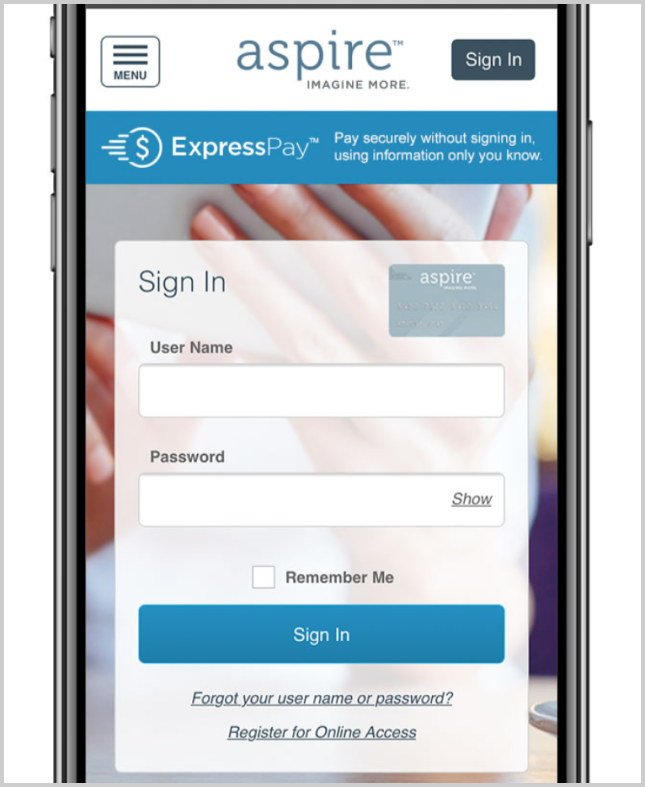 MENU
aspire™
IMAGINE MORE.
Sign In
ExpressPay™
Pay securely without signing in,
using information only you know.
Sign In
aspire
User Name
Password
Show
Remember Me
Sign In
Forgot your user name or password?
Register for Online Access